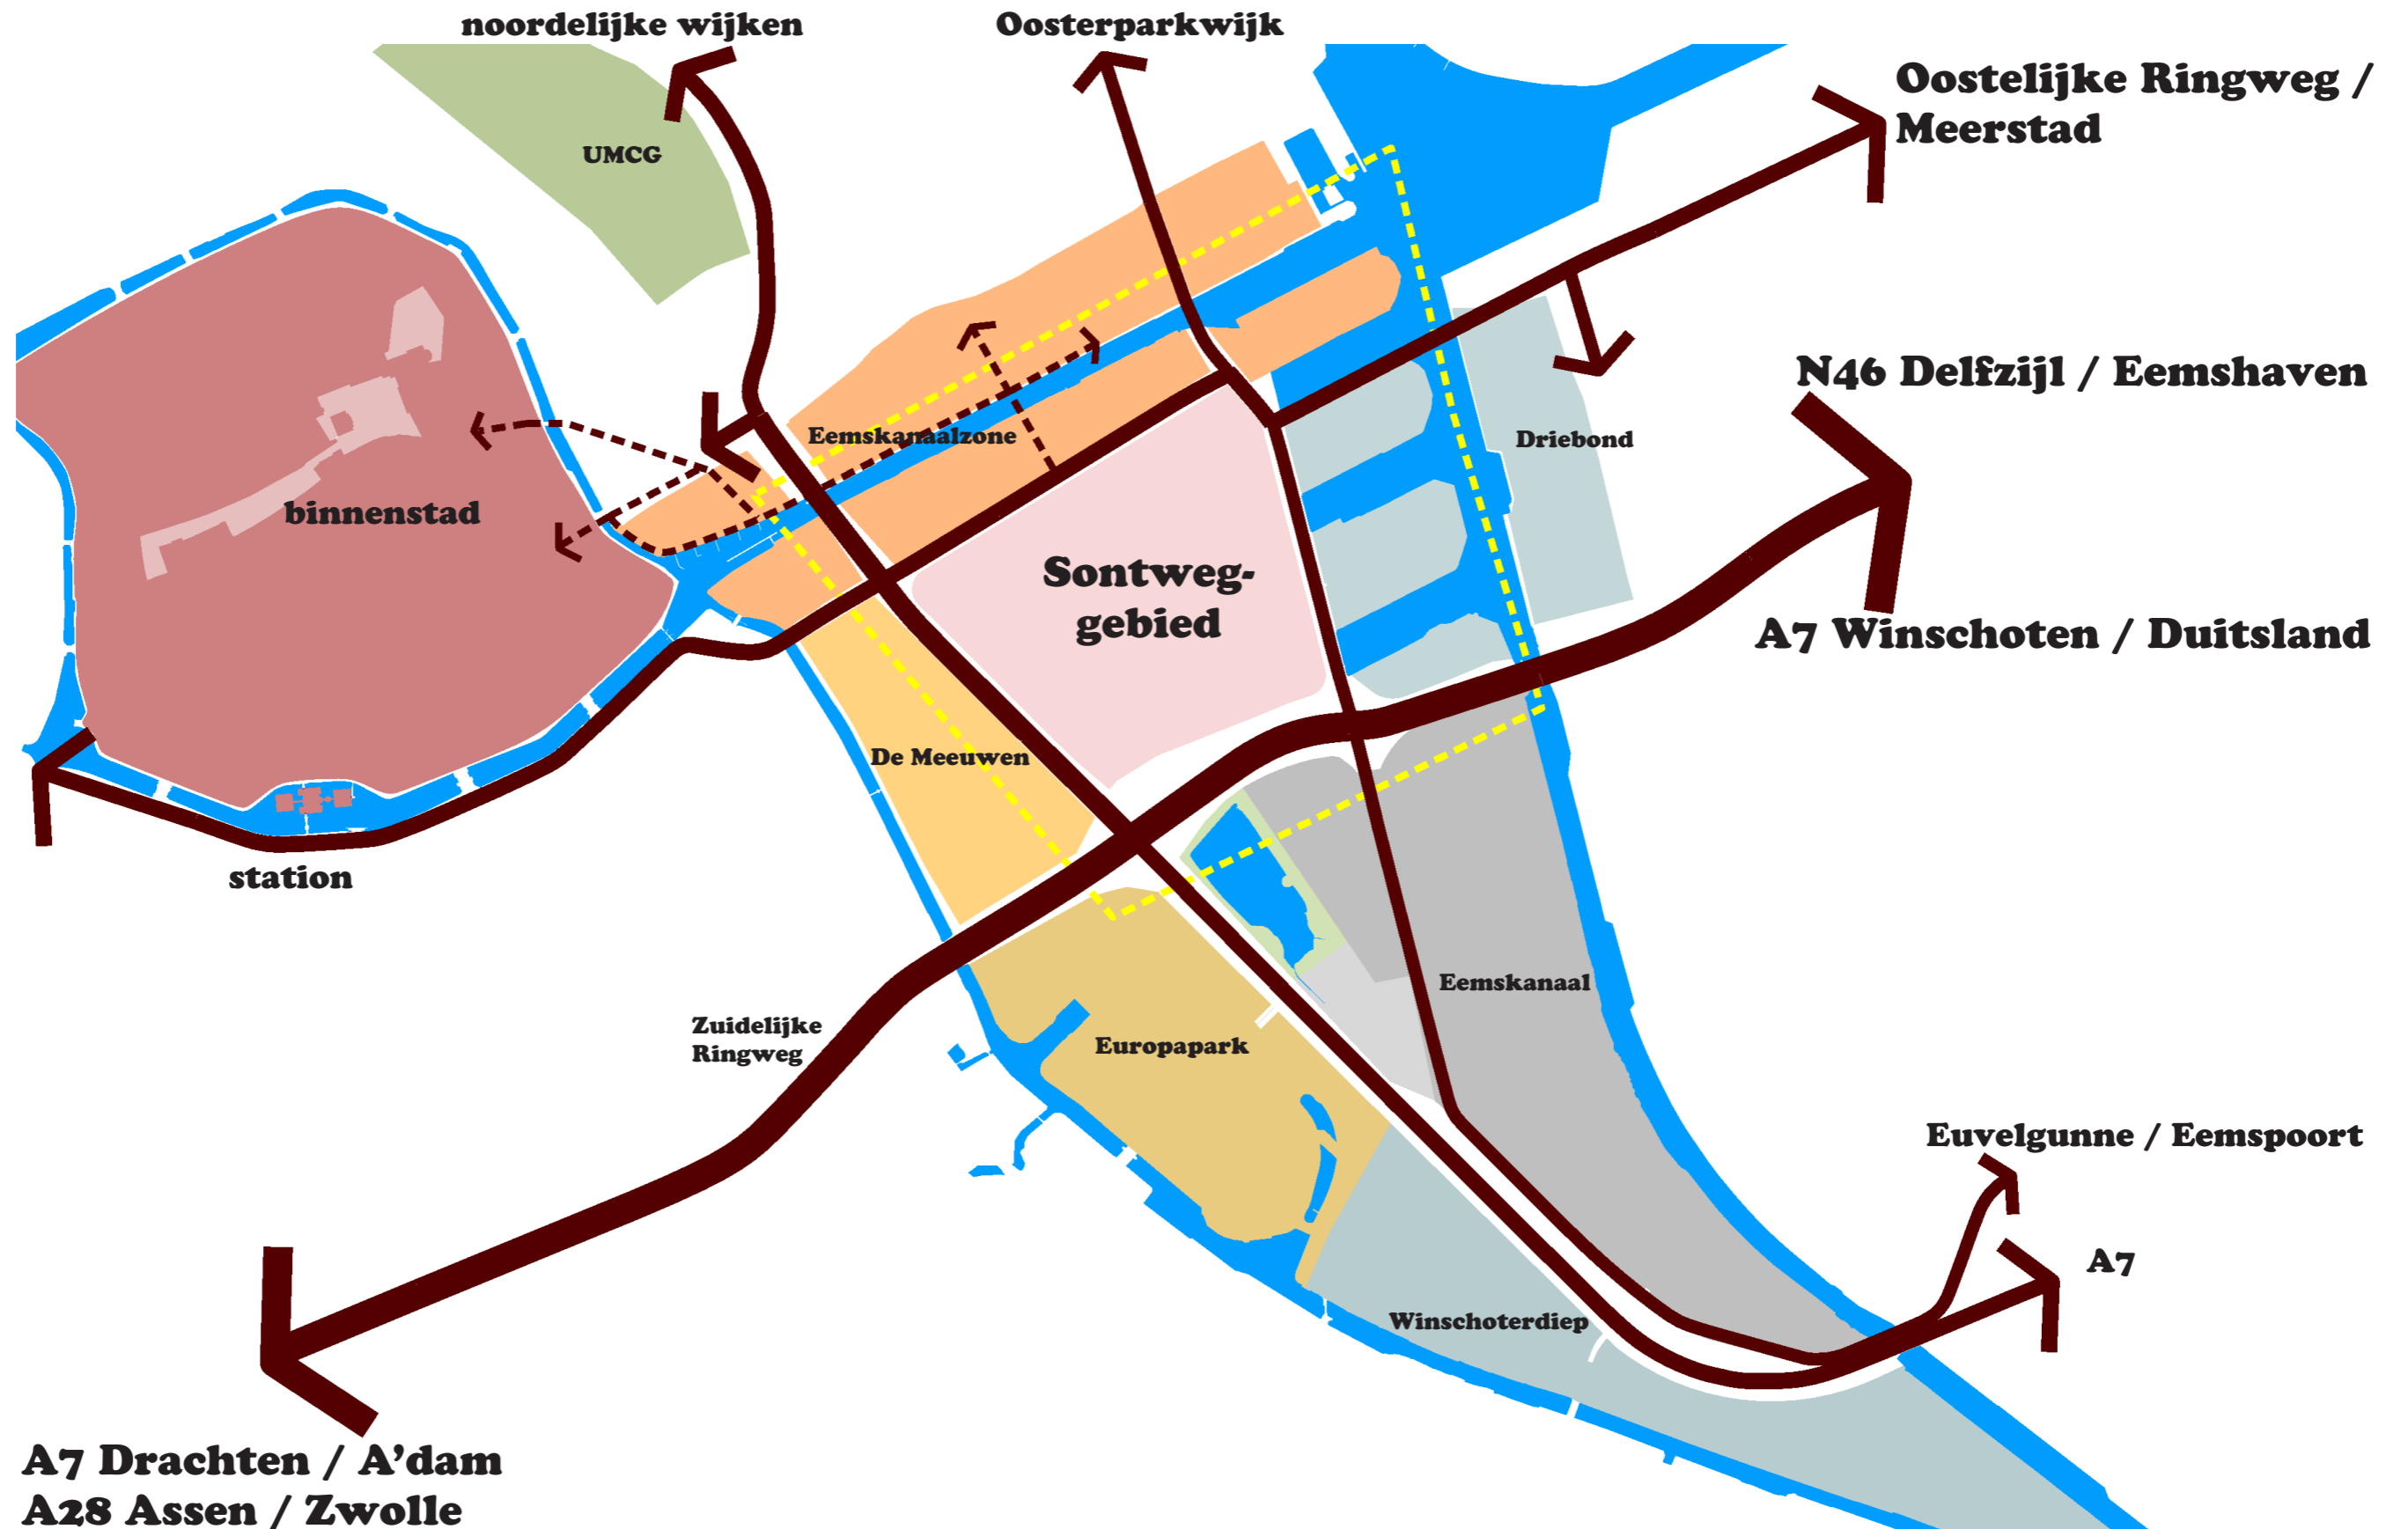 noordelijke wijken
Oosterparkwijk
Oostelijke Ringweg /
Meerstad
UMCG
N46 Delfzijl / Eemshaven
Eemskanaalzone
Driebond
binnenstad
Sontweg-
gebied
A7 Winschoten / Duitsland
De Meeuwen
station
Eemskanaal
Zuidelijke
Ringweg
Europapark
Euvelgunne / Eemspoort
A7
Winschoterdiep
A7 Drachten / A’dam
A28 Assen / Zwolle